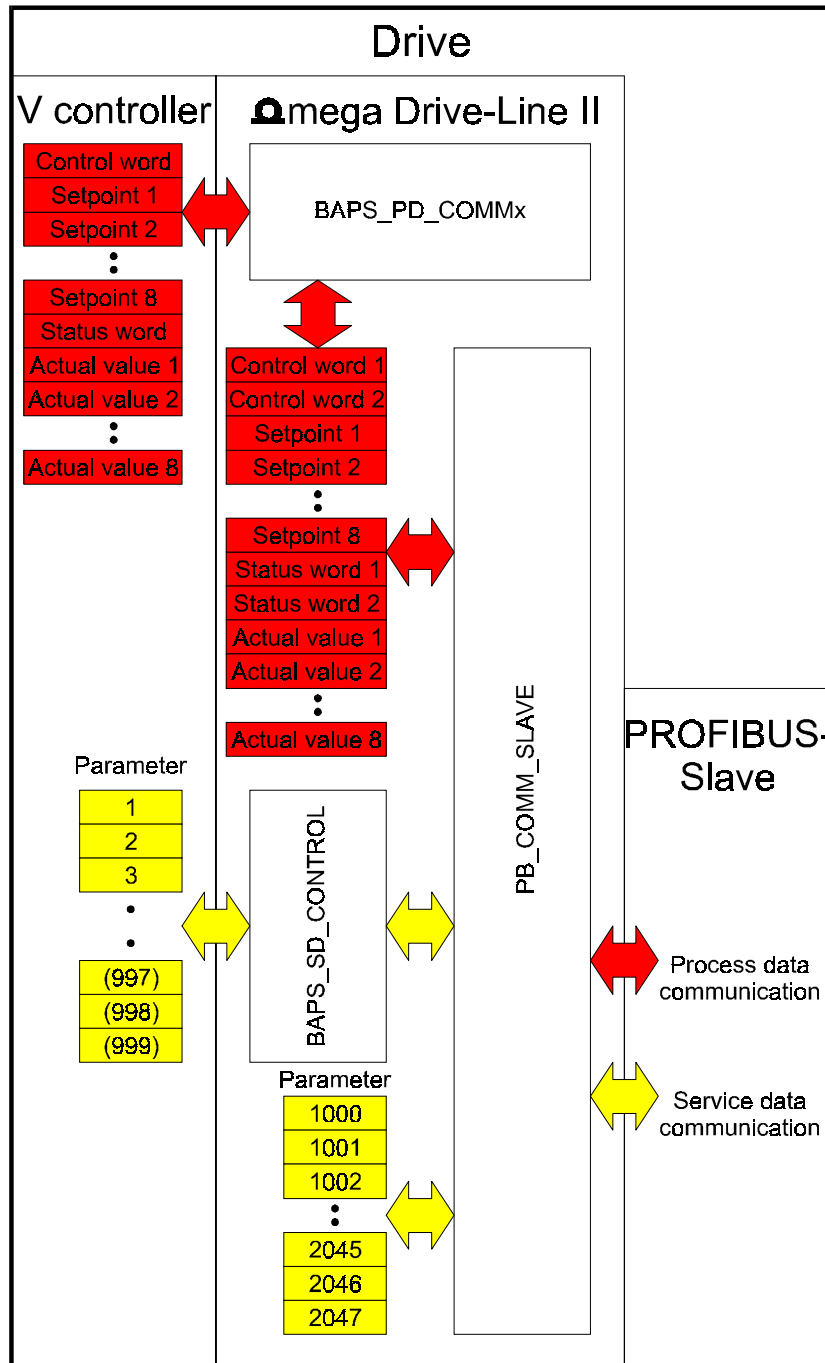 Drive
V controller
Ωmega Drive-Line II
Control word
Setpoint 1
Setpoint 2
Setpoint 8
Status word
Actual value 1
Actual value 2
Actual value 8
BAPS_PD_COMMx
Control word 1
Control word 2
Setpoint 1
Setpoint 2
Setpoint 8
Status word 1
Status word 2
Actual value 1
Actual value 2
Actual value 8
PB_COMM_SLAVE
PROFIBUS-
Slave
Parameter
1
2
3
(997)
(998)
(999)
BAPS_SD_CONTROL
Process data
communication
Parameter
1000
1001
1002
2045
2046
2047
Service data
communication